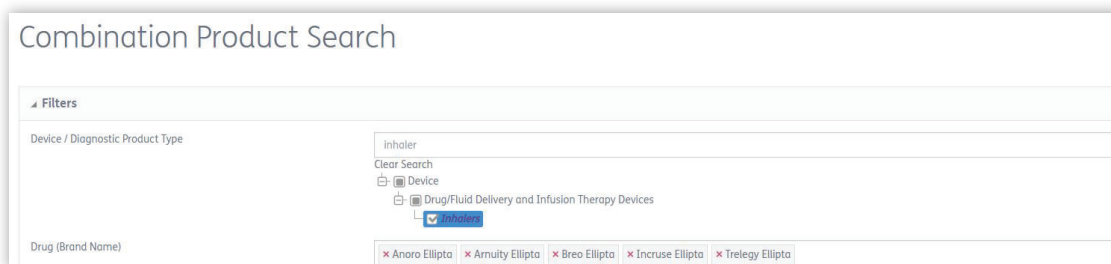 Combination Product Search
Filters
Device / Diagnostic Product Type
inhaler
Clear Search
Device
Drug/Fluid Delivery and Infusion Therapy Devices
Inhalers
Drug (Brand Name)
× Anoro Ellipta × Arnuity Ellipta × Breo Ellipta × Incruse Ellipta × Trelegy Ellipta